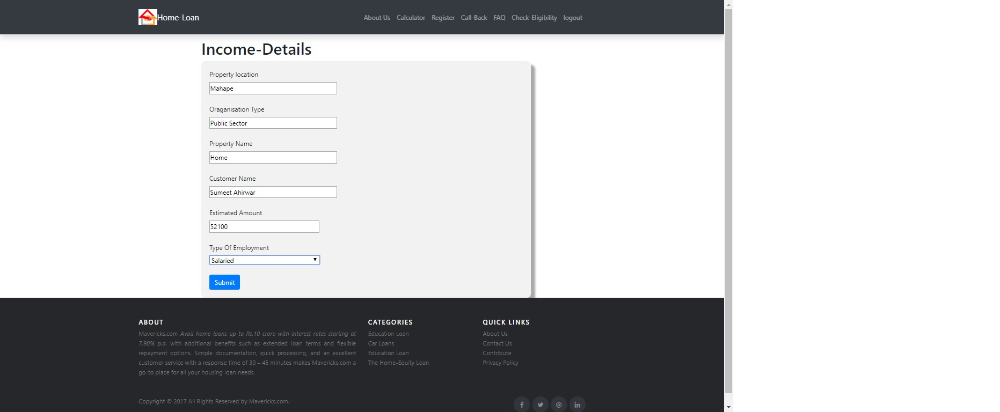 Home-Loan
About Us Calculator Register Call-Back FAQ Check-Eligibility logout
Income-Details
Property location
Mahape
Oraganisation Type
Public Sector
Property Name
Home
Customer Name
Sumeet Ahirwar
Estimated Amount
52100
Type Of Employment
Salaried
Submit
ABOUT
Mavericks.com Avail home loans up to Rs.10 crore with interest rates starting at
7.90% p.a. with additional benefits such as extended loan terms and flexible
repayment options. Simple documentation, quick processing, and an excellent
customer service with a response time of 30 – 45 minutes makes Mavericks.com a
go-to place for all your housing loan needs.
CATEGORIES
Education Loan
Car Loans
Education Loan
The Home-Equity Loan
QUICK LINKS
About Us
Contact Us
Contribute
Privacy Policy
Copyright © 2017 All Rights Reserved by Mavericks.com.